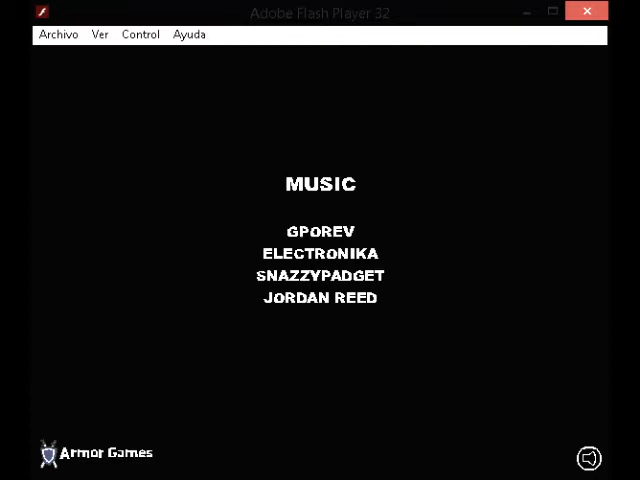 Adobe Flash Player 32
Archivo Ver Control Ayuda
MUSIC
GPOREV
ELECTRONIKA
SNAZZYPADGET
JORDAN REED
Armor Games